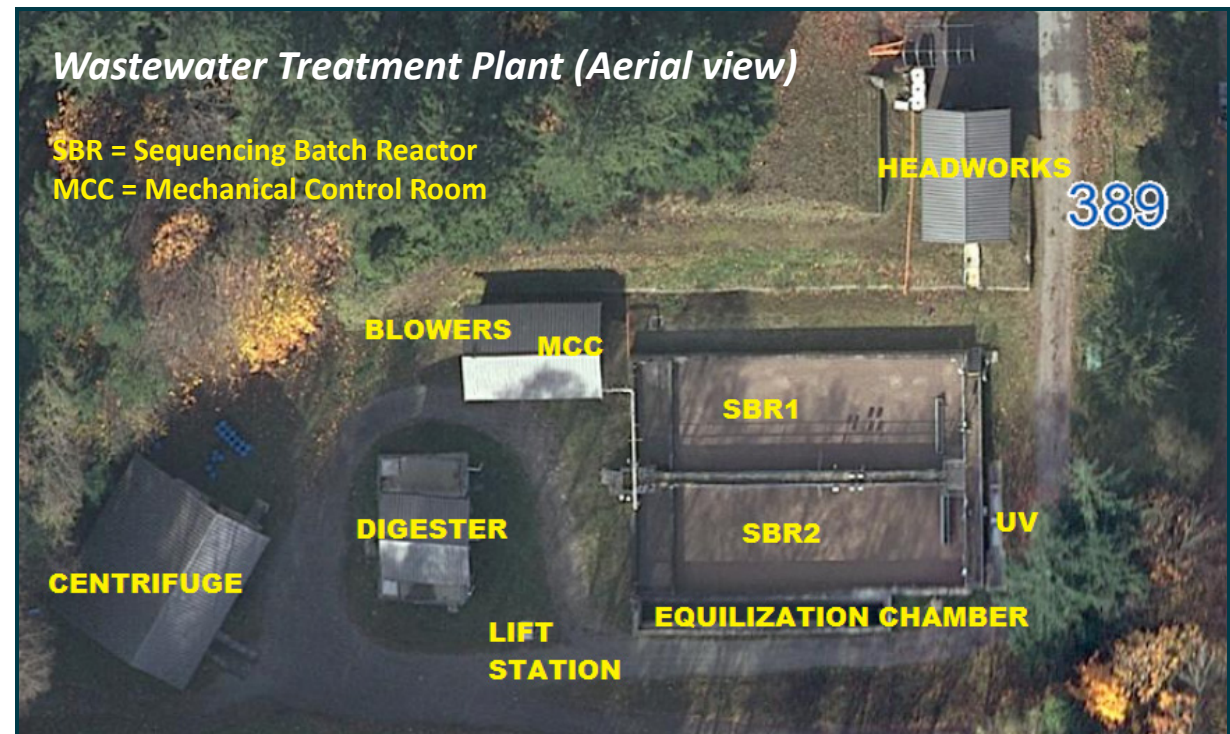 Wastewater Treatment Plant (Aerial view)
SBR = Sequencing Batch Reactor
MCC = Mechanical Control Room
HEADWORKS
389
BLOWERS
MCC
SBR1
SBR2
UV
DIGESTER
CENTRIFUGE
EQUILIZATION CHAMBER
LIFT
STATION